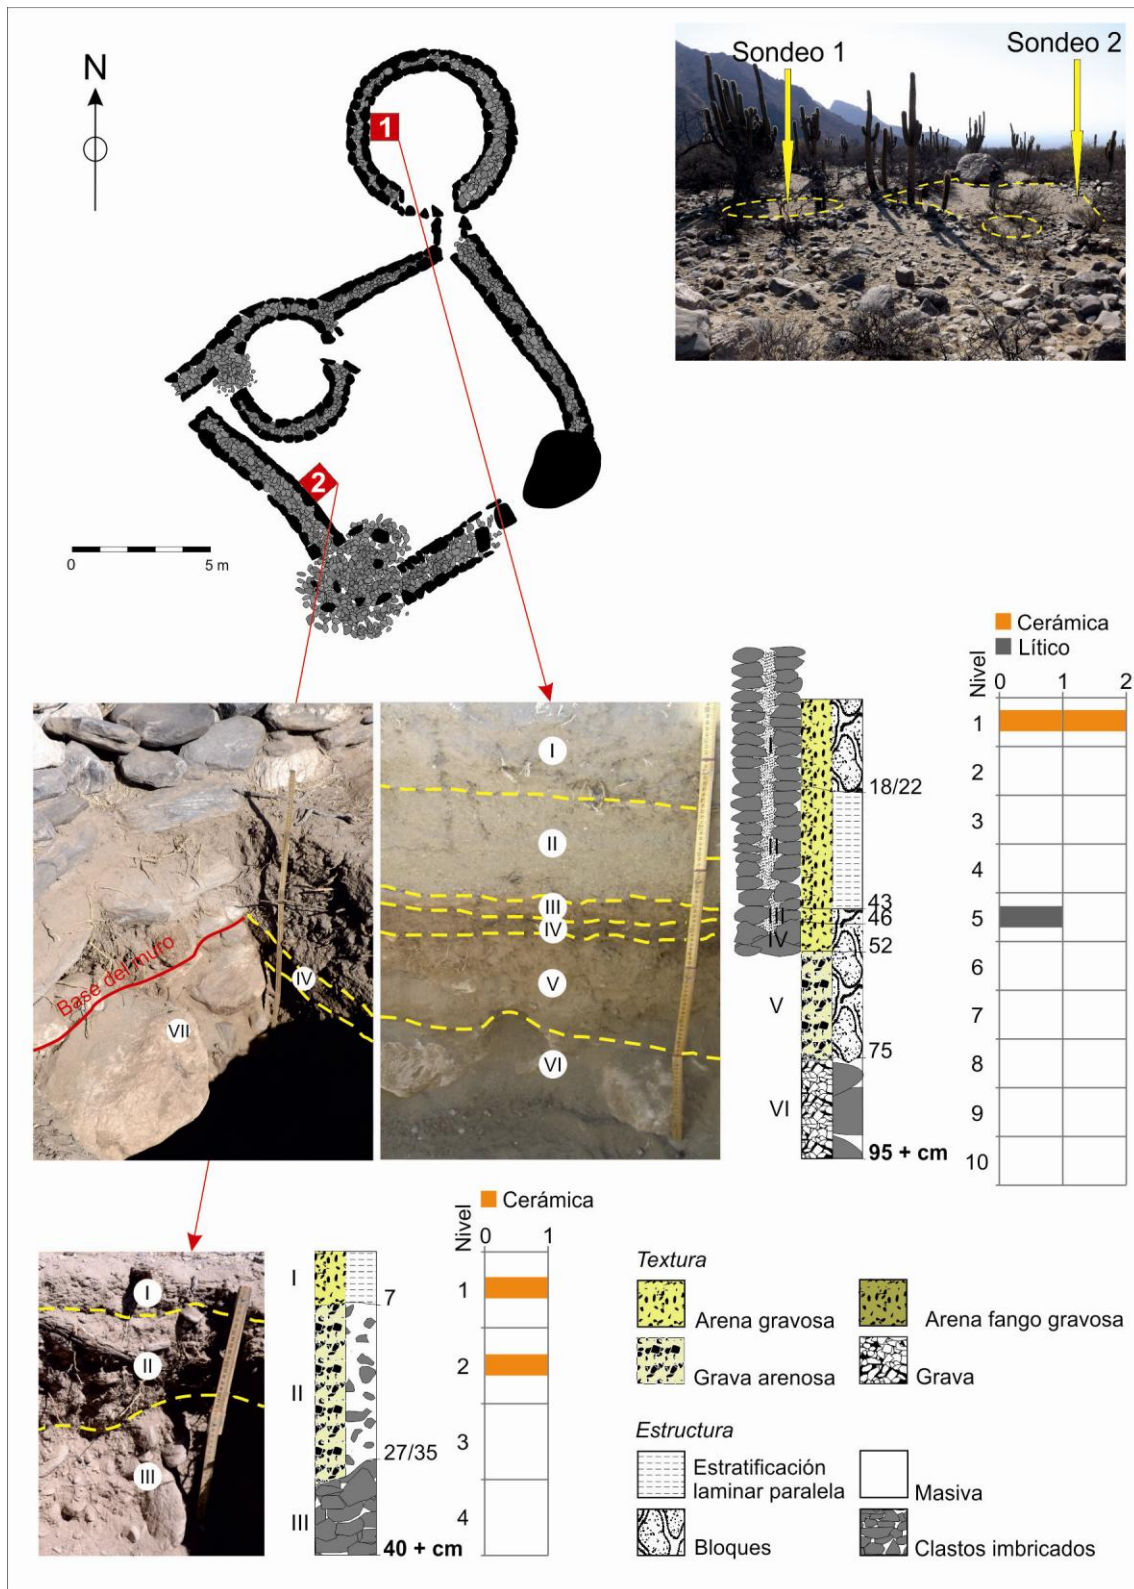 N
1
2
0
5 m
Sondeo 1
Sondeo 2
Base del muro
VII
IV
I
II
III
IV
V
VI
I
II
III
IV
V
VI
18/22
43
46
52
75
95 + cm
Cerámica
Lítico
Nivel
0 1 2
1
2
3
4
5
6
7
8
9
10
I
II
III
I
II
III
7
27/35
40 + cm
Cerámica
Nivel
0 1
1
2
3
4
Textura
Arena gravosa
Arena fango gravosa
Grava arenosa
Grava
Estructura
Estratificación
laminar paralela
Masiva
Bloques
Clastos imbricados